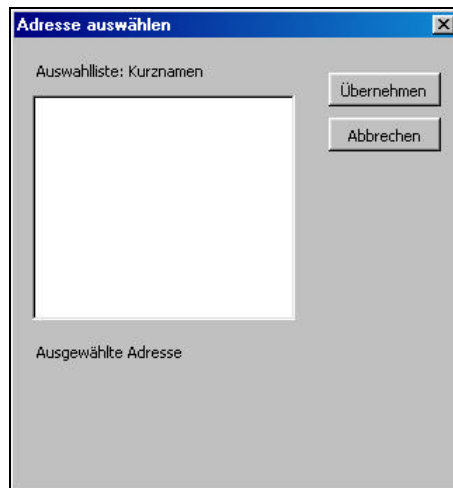 Adresse auswählen
Auswahlliste: Kurznamen
Übernehmen
Abbrechen
Ausgewählte Adresse